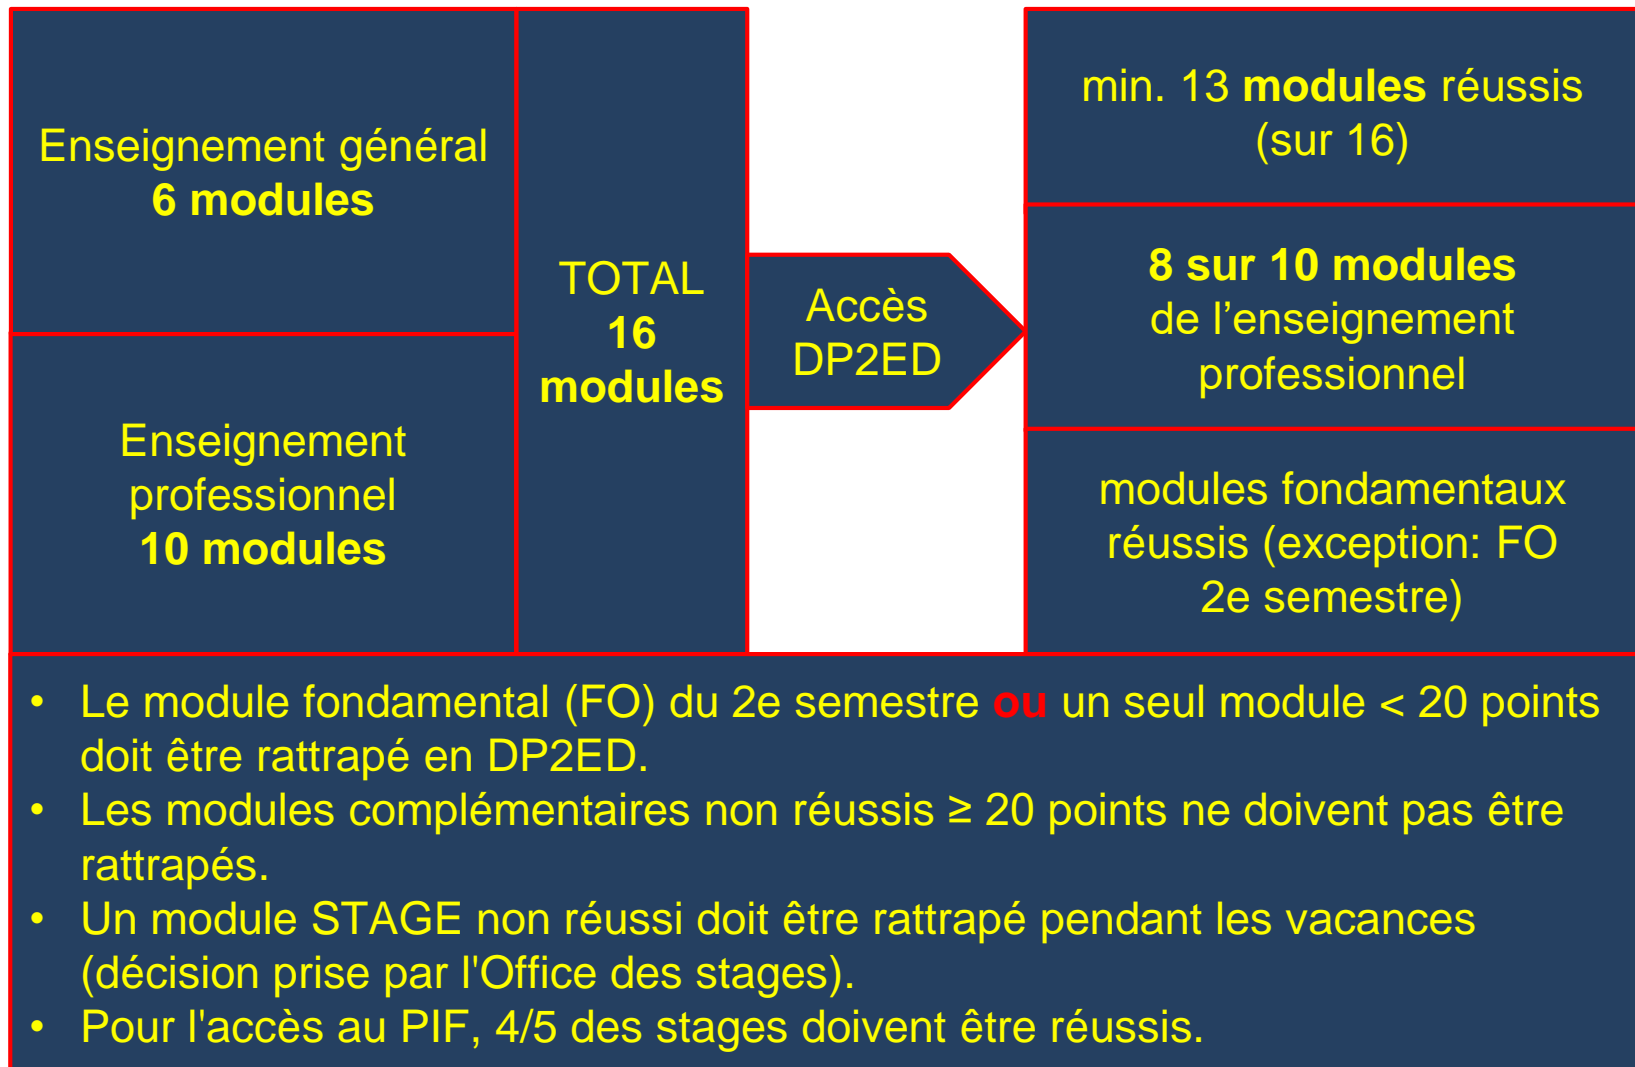 Enseignement général
6 modules
Enseignement
professionnel
10 modules
TOTAL
16
modules
Accès
DP2ED
min. 13 modules réussis
(sur 16)
8 sur 10 modules
de l’enseignement
professionnel
modules fondamentaux
réussis (exception: FO
2e semestre)
• Le module fondamental (FO) du 2e semestre ou un seul module < 20 points
doit être rattrapé en DP2ED.
• Les modules complémentaires non réussis ≥ 20 points ne doivent pas être
rattrapés.
• Un module STAGE non réussi doit être rattrapé pendant les vacances
(décision prise par l'Office des stages).
• Pour l'accès au PIF, 4/5 des stages doivent être réussis.